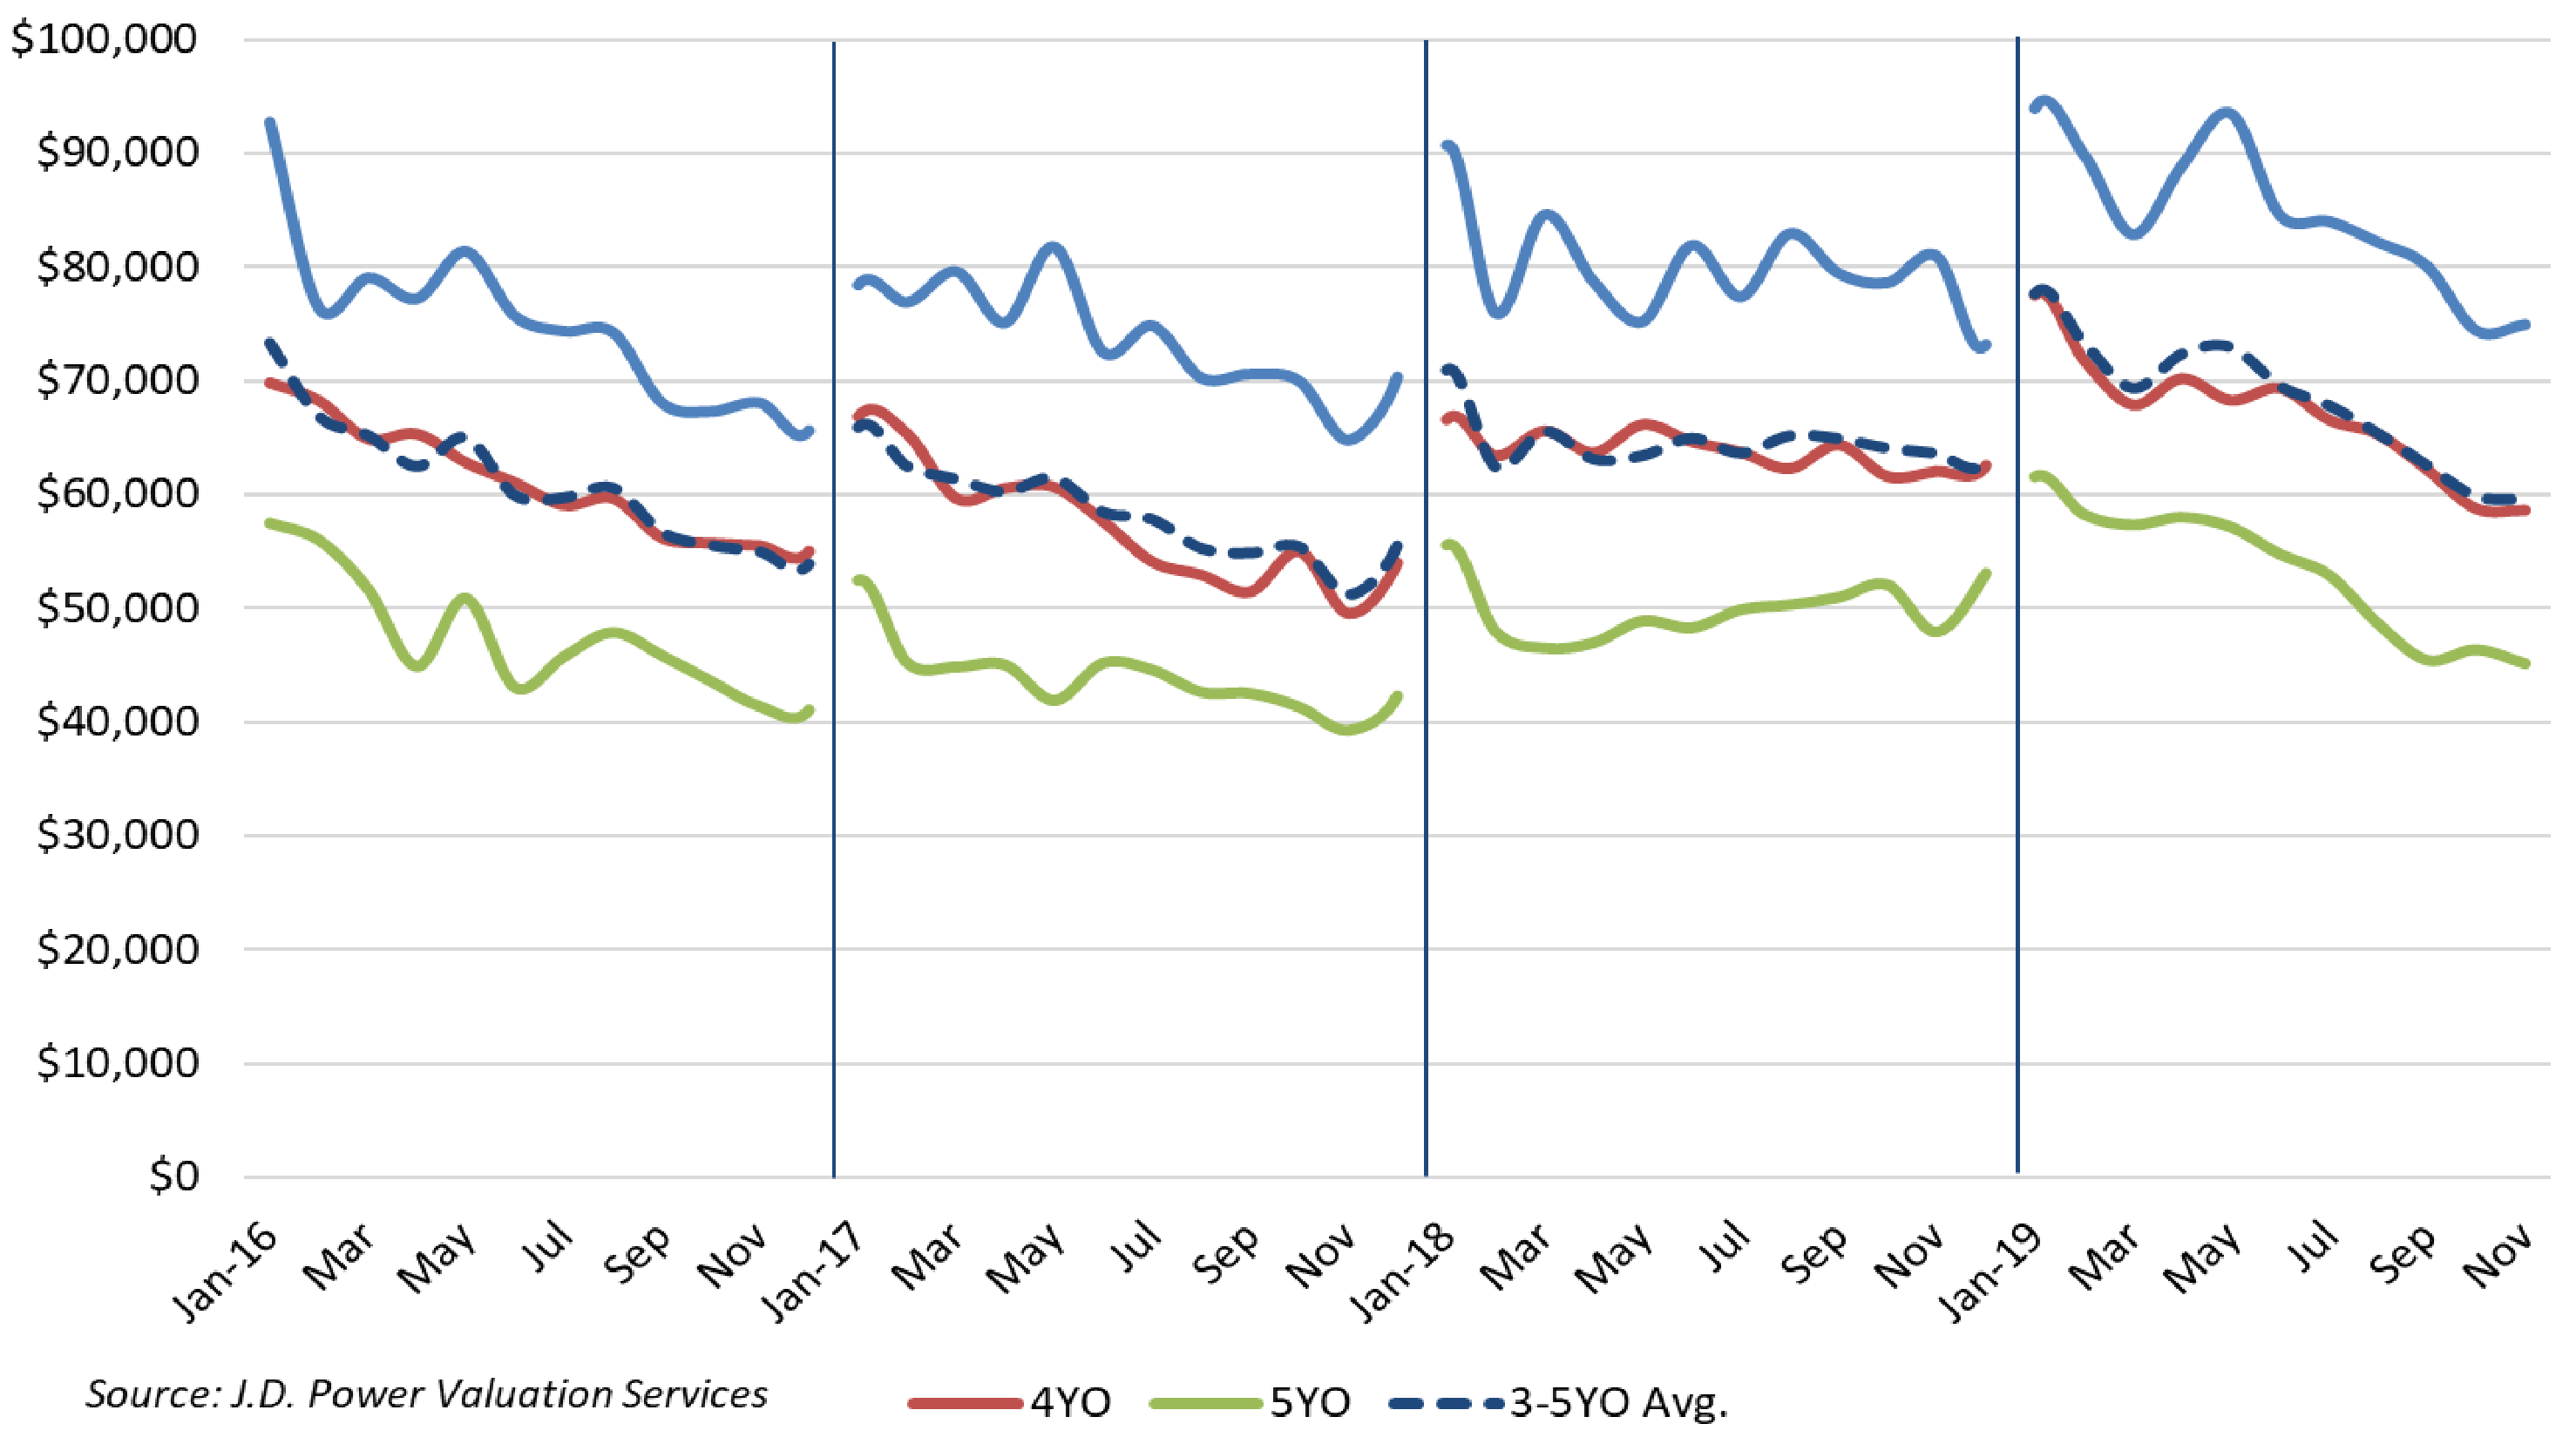 $100,000
$90,000
$80,000
$70,000
$60,000
$50,000
$40,000
$30,000
$20,000
$10,000
$0
Jan-16
Mar
May
Jul
Sep
Nov
Jan-17
Mar
May
Jul
Sep
Nov
Jan-18
Mar
May
Jul
Sep
Nov
Jan-19
Mar
May
Jul
Sep
Nov
Source: J.D. Power Valuation Services
4YO
5YO
3-5YO Avg.